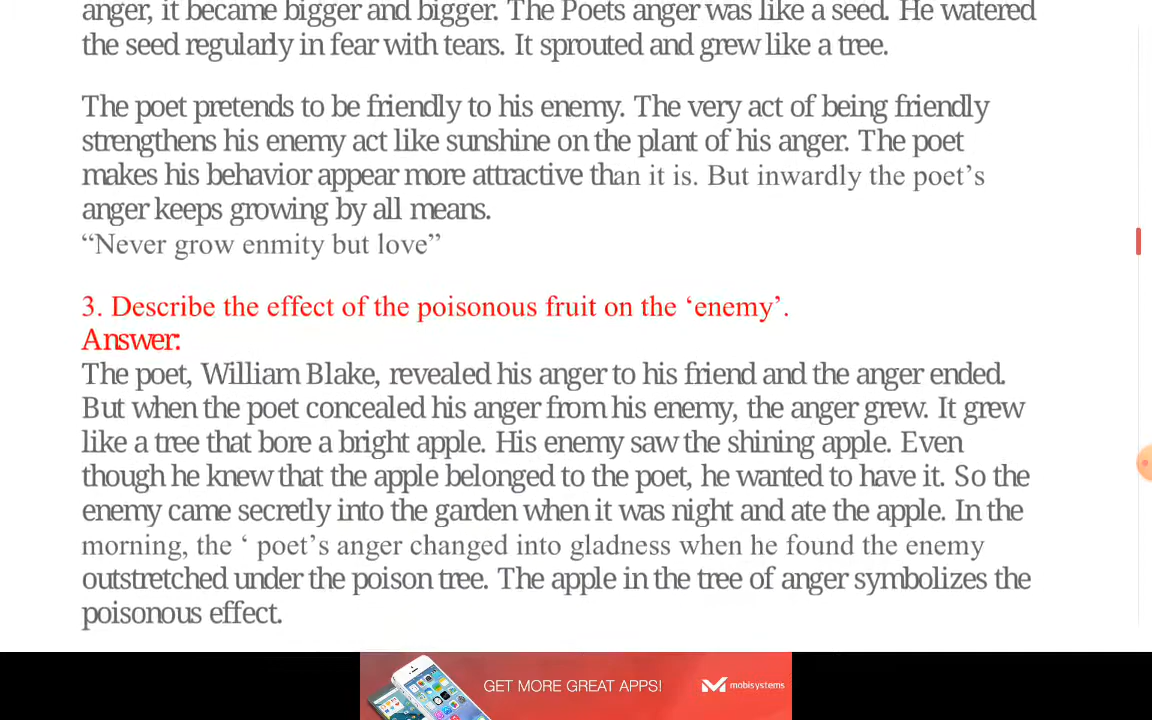 anger, it became bigger and bigger. The Poets anger was like a seed. He watered
the seed regularly in fear with tears. It sprouted and grew like a tree.
The poet pretends to be friendly to his enemy. The very act of being friendly
strengthens his enemy act like sunshine on the plant of his anger. The poet
makes his behavior appear more attractive than it is. But inwardly the poet’s
anger keeps growing by all means.
“Never grow enmity but love”
3. Describe the effect of the poisonous fruit on the ‘enemy’.
Answer:
The poet, William Blake, revealed his anger to his friend and the anger ended.
But when the poet concealed his anger from his enemy, the anger grew. It grew
like a tree that bore a bright apple. His enemy saw the shining apple. Even
though he knew that the apple belonged to the poet, he wanted to have it. So the
enemy came secretly into the garden when it was night and ate the apple. In the
morning, the ‘ poet’s anger changed into gladness when he found the enemy
outstretched under the poison tree. The apple in the tree of anger symbolizes the
poisonous effect.
GET MORE GREAT APPS!
mobisystems